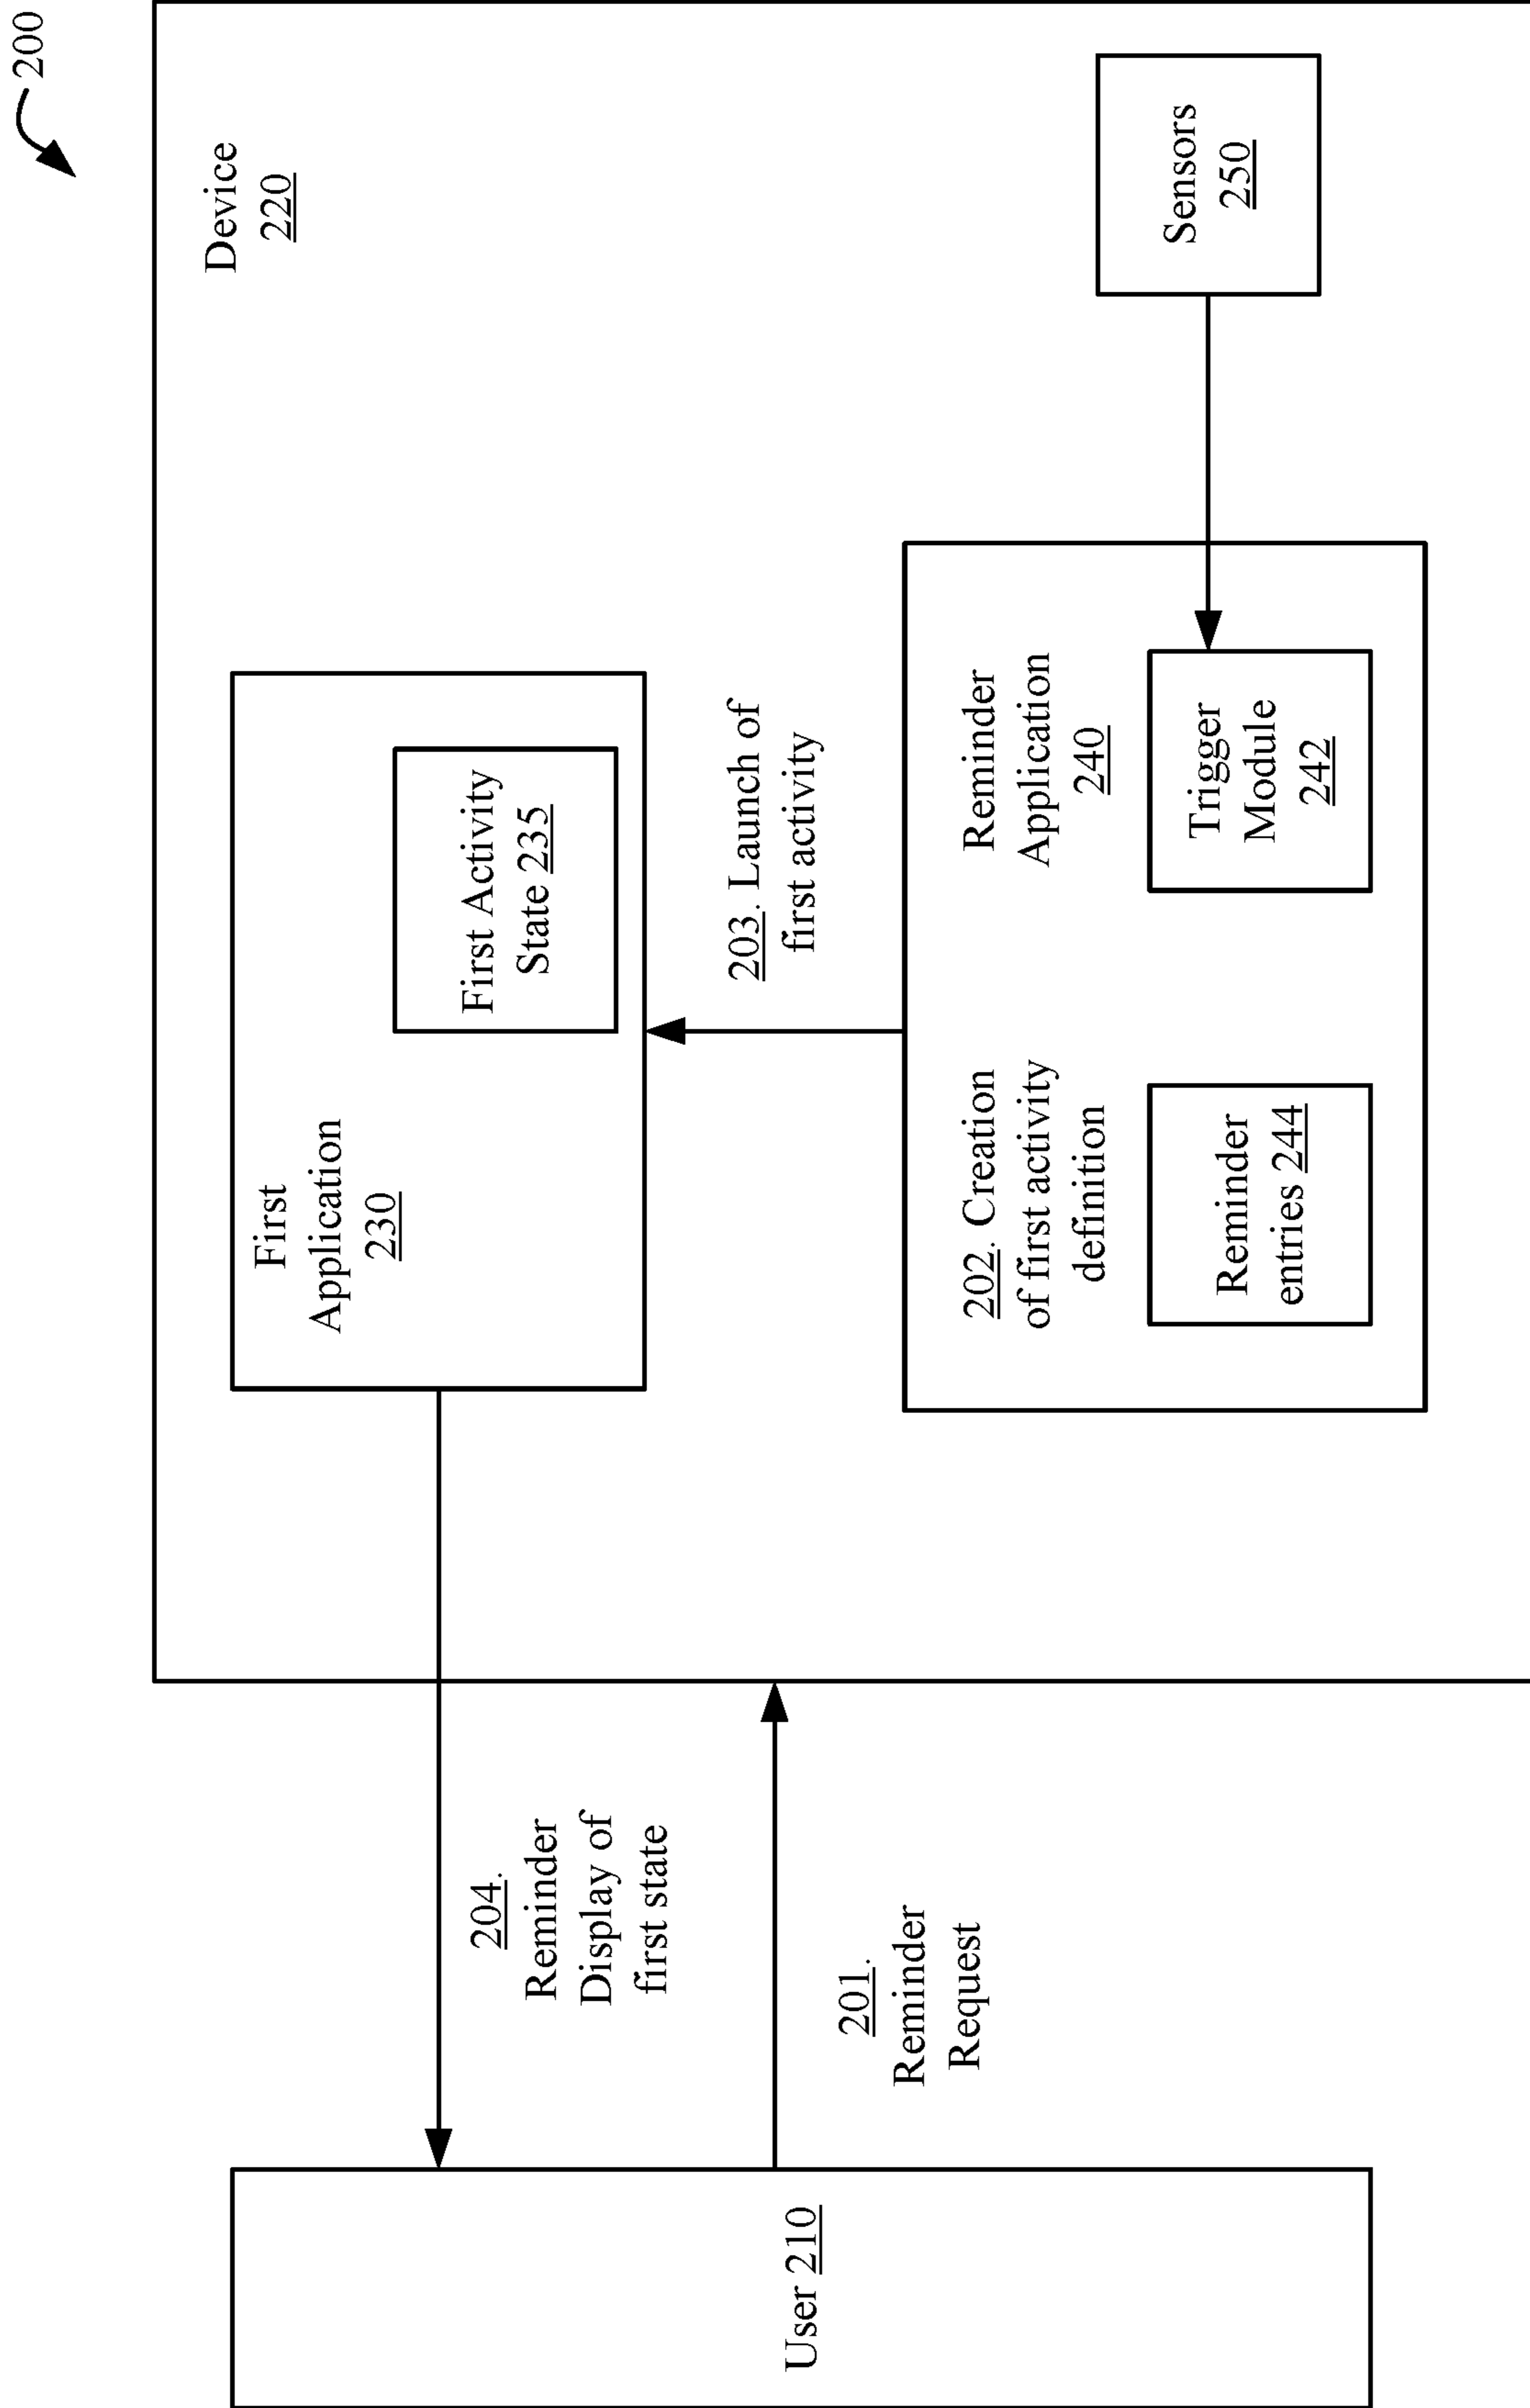 200
Device
220
First
Application
230
First Activity
State 235
204.
Reminder
Display of
first state
203. Launch of
first activity
User 210
201.
Reminder
Request
202. Creation
of first activity
definition
Reminder
Application
240
Reminder
entries 244
Trigger
Module
242
Sensors
250